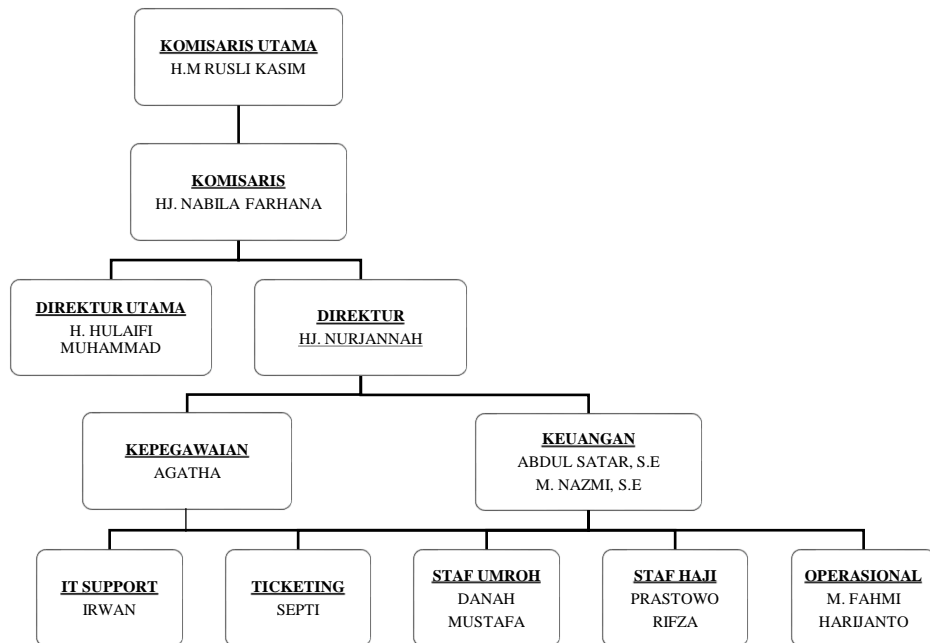 KOMISARIS UTAMA
H.M RUSLI KASIM
KOMISARIS
HJ. NABILA FARHANA
DIREKTUR UTAMA
H. HULAIFI
MUHAMMAD
DIREKTUR
HJ. NURJANNAH
KEPEGAWAIAN
AGATHA
KEUANGAN
ABDUL SATAR, S.E
M. NAZMI, S.E
IT SUPPORT
IRWAN
TICKETING
SEPTI
STAF UMROH
DANAH
MUSTAFA
STAF HAJI
PRASTOWO
RIFZA
OPERASIONAL
M. FAHMI
HARIJANTO